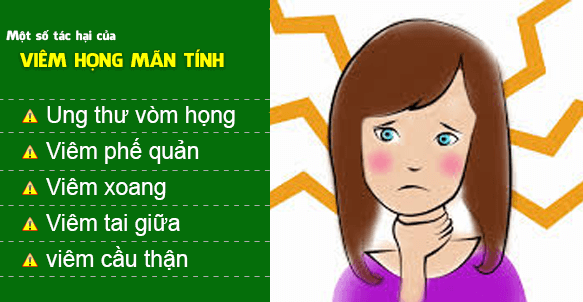 Một số tác hại của
VIÊM HỌNG MÃN TÍNH
Ung thư vòm họng
Viêm phế quản
Viêm xoang
Viêm tai giữa
viêm cầu thận